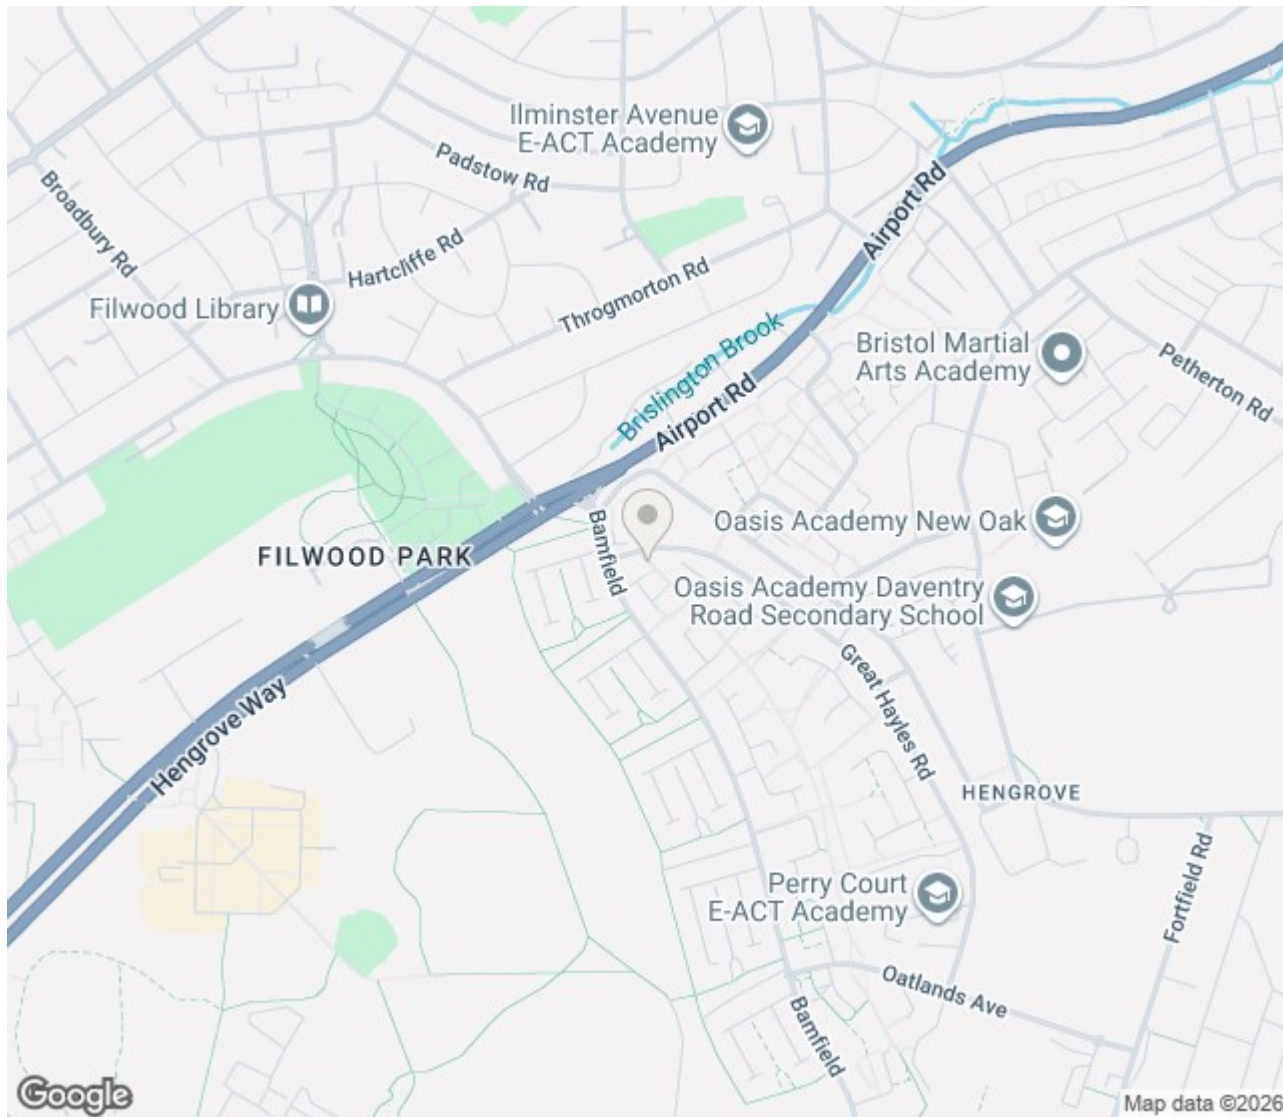 Ilminster Avenue
E-ACT Academy
Padstow Rd
Broadbury Rd
Airport Rd
Hartcliffe Rd
Filwood Library
Throgmorton Rd
Brislington Brook
Airport Rd
Bristol Martial
Arts Academy
Petherton Rd
Bamfield
Oasis Academy New Oak
FILWOOD PARK
Oasis Academy Daventry
Road Secondary School
Great Hayles Rd
Hengrove Way
HENGROVE
Perry Court
E-ACT Academy
Fortfield Rd
Oatlands Ave
Bamfield
Google
Map data ©2026